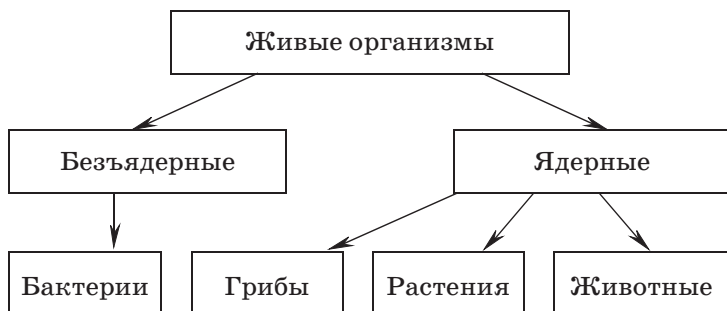 Живые организмы
Безъядерные
Ядерные
Бактерии
Грибы
Растения
Животные